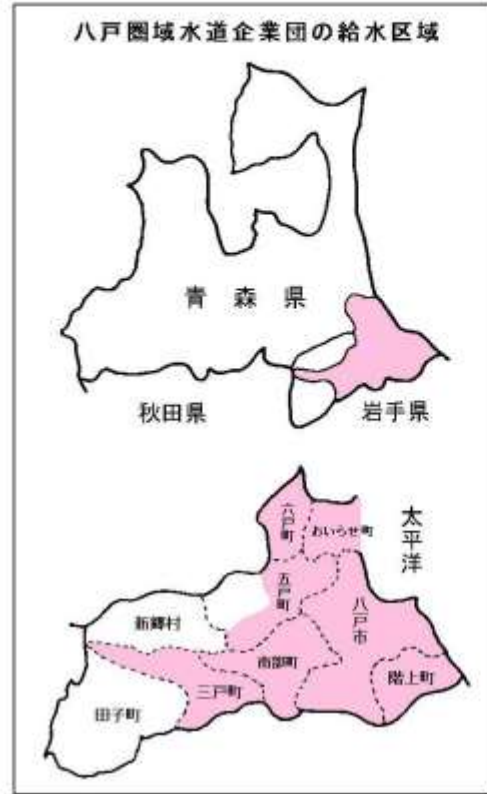 八戸圏域水道企業団の給水区域
青森県
秋田県
岩手県
太平洋
六戸町
おいらせ町
五戸町
八戸市
新郷村
南部町
階上町
三戸町
田子町